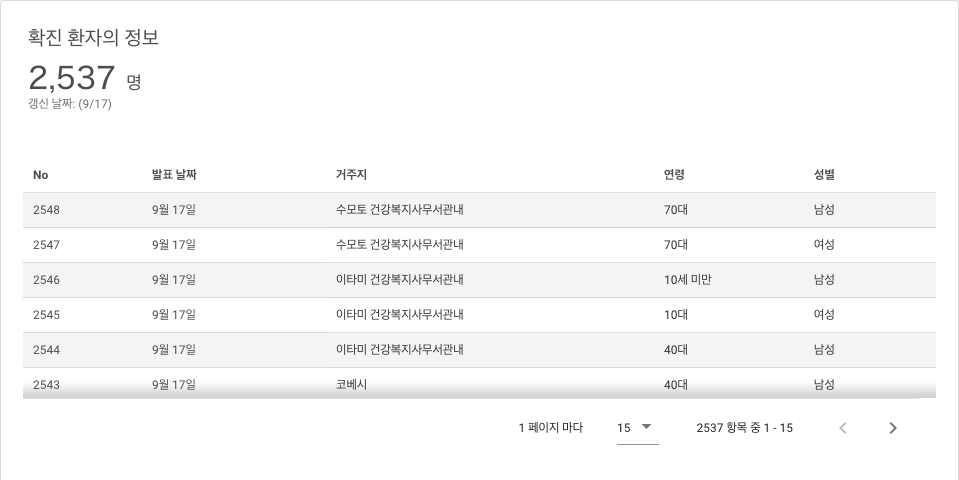 확진 환자의 정보
2,537 명
갱신 날짜: (9/17)
No 발표 날짜 거주지 연령 성별
2548 9월 17일 수모토 건강복지사무서관내 70대 남성
2547 9월 17일 수모토 건강복지사무서관내 70대 여성
2546 9월 17일 이타미 건강복지사무서관내 10세 미만 남성
2545 9월 17일 이타미 건강복지사무서관내 10대 여성
2544 9월 17일 이타미 건강복지사무서관내 40대 남성
2543 9월 17일 코베시 40대 남성
1 페이지 마다 15 2537 항목 중 1 - 15